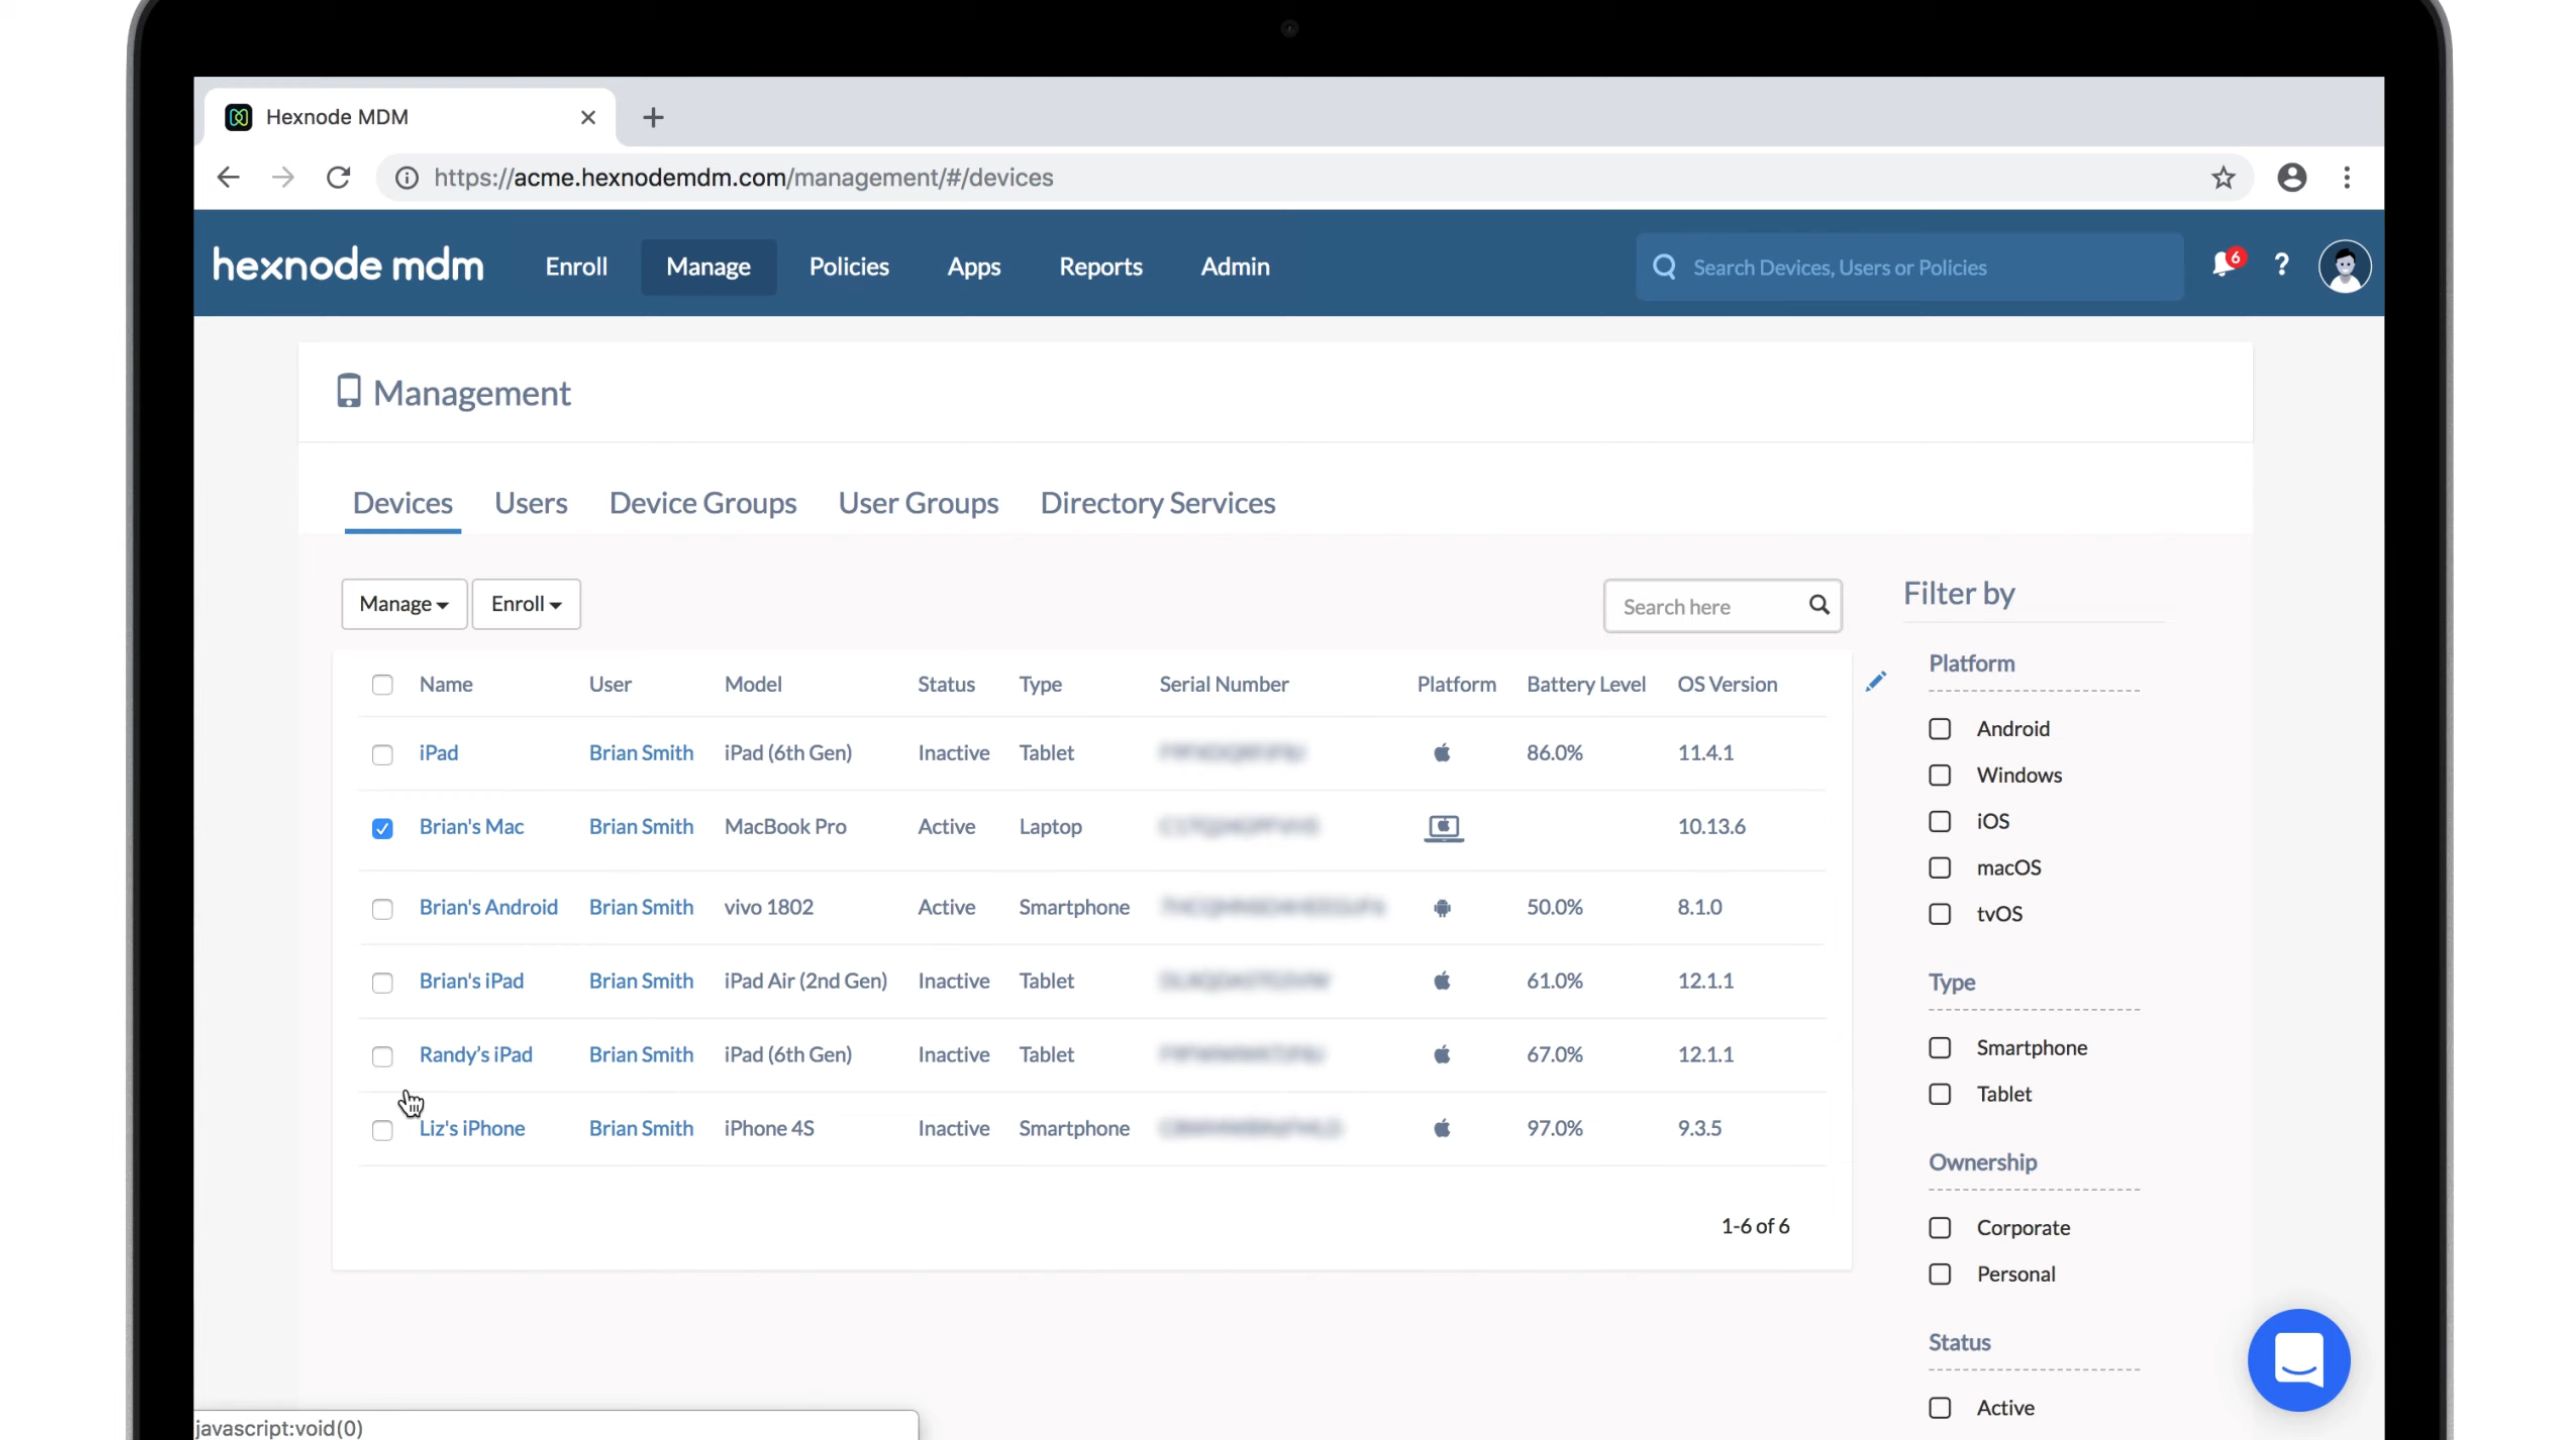 Hexnode MDM
https://acme.hexnodemdm.com/management/#/devices
hexnode mdm Enroll Manage Policies Apps Reports Admin Search Devices, Users or Policies 6 ?
Management
Devices Users Device Groups User Groups Directory Services
Manage Enroll Search here
Name User Model Status Type Serial Number Platform Battery Level OS Version
iPad Brian Smith iPad (6th Gen) Inactive Tablet 86.0% 11.4.1
Brian's Mac Brian Smith MacBook Pro Active Laptop 10.13.6
Brian's Android Brian Smith vivo 1802 Active Smartphone 50.0% 8.1.0
Brian's iPad Brian Smith iPad Air (2nd Gen) Inactive Tablet 61.0% 12.1.1
Randy’s iPad Brian Smith iPad (6th Gen) Inactive Tablet 67.0% 12.1.1
Liz's iPhone Brian Smith iPhone 4S Inactive Smartphone 97.0% 9.3.5
1-6 of 6
Filter by
Platform
Android
Windows
iOS
macOS
tvOS
Type
Smartphone
Tablet
Ownership
Corporate
Personal
Status
Active
javascript:void(0)